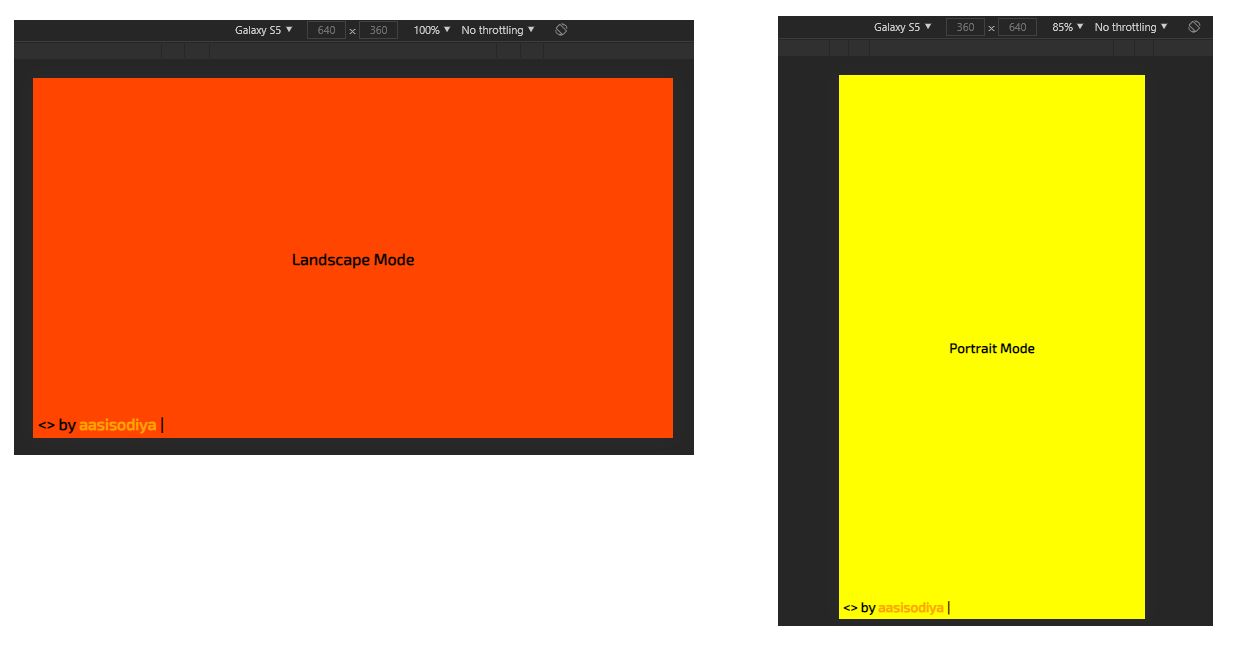 Galaxy S5 ▼ 640 x 360 100% ▼ No throttling ▼
Landscape Mode
<> by aasisodiya |
Galaxy S5 ▼ 360 x 640 85% ▼ No throttling ▼
Portrait Mode
<> by aasisodiya |